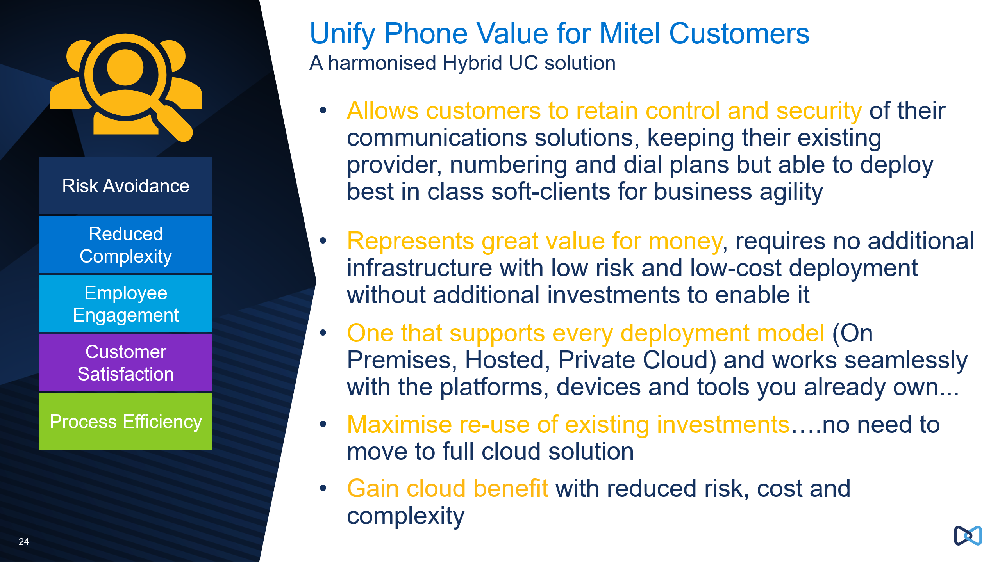 Unify Phone Value for Mitel Customers
A harmonised Hybrid UC solution
Risk Avoidance
Reduced
Complexity
Employee
Engagement
Customer
Satisfaction
Process Efficiency
• Allows customers to retain control and security of their
communications solutions, keeping their existing
provider, numbering and dial plans but able to deploy
best in class soft-clients for business agility
• Represents great value for money, requires no additional
infrastructure with low risk and low-cost deployment
without additional investments to enable it
• One that supports every deployment model (On
Premises, Hosted, Private Cloud) and works seamlessly
with the platforms, devices and tools you already own...
• Maximise re-use of existing investments….no need to
move to full cloud solution
• Gain cloud benefit with reduced risk, cost and
complexity
24